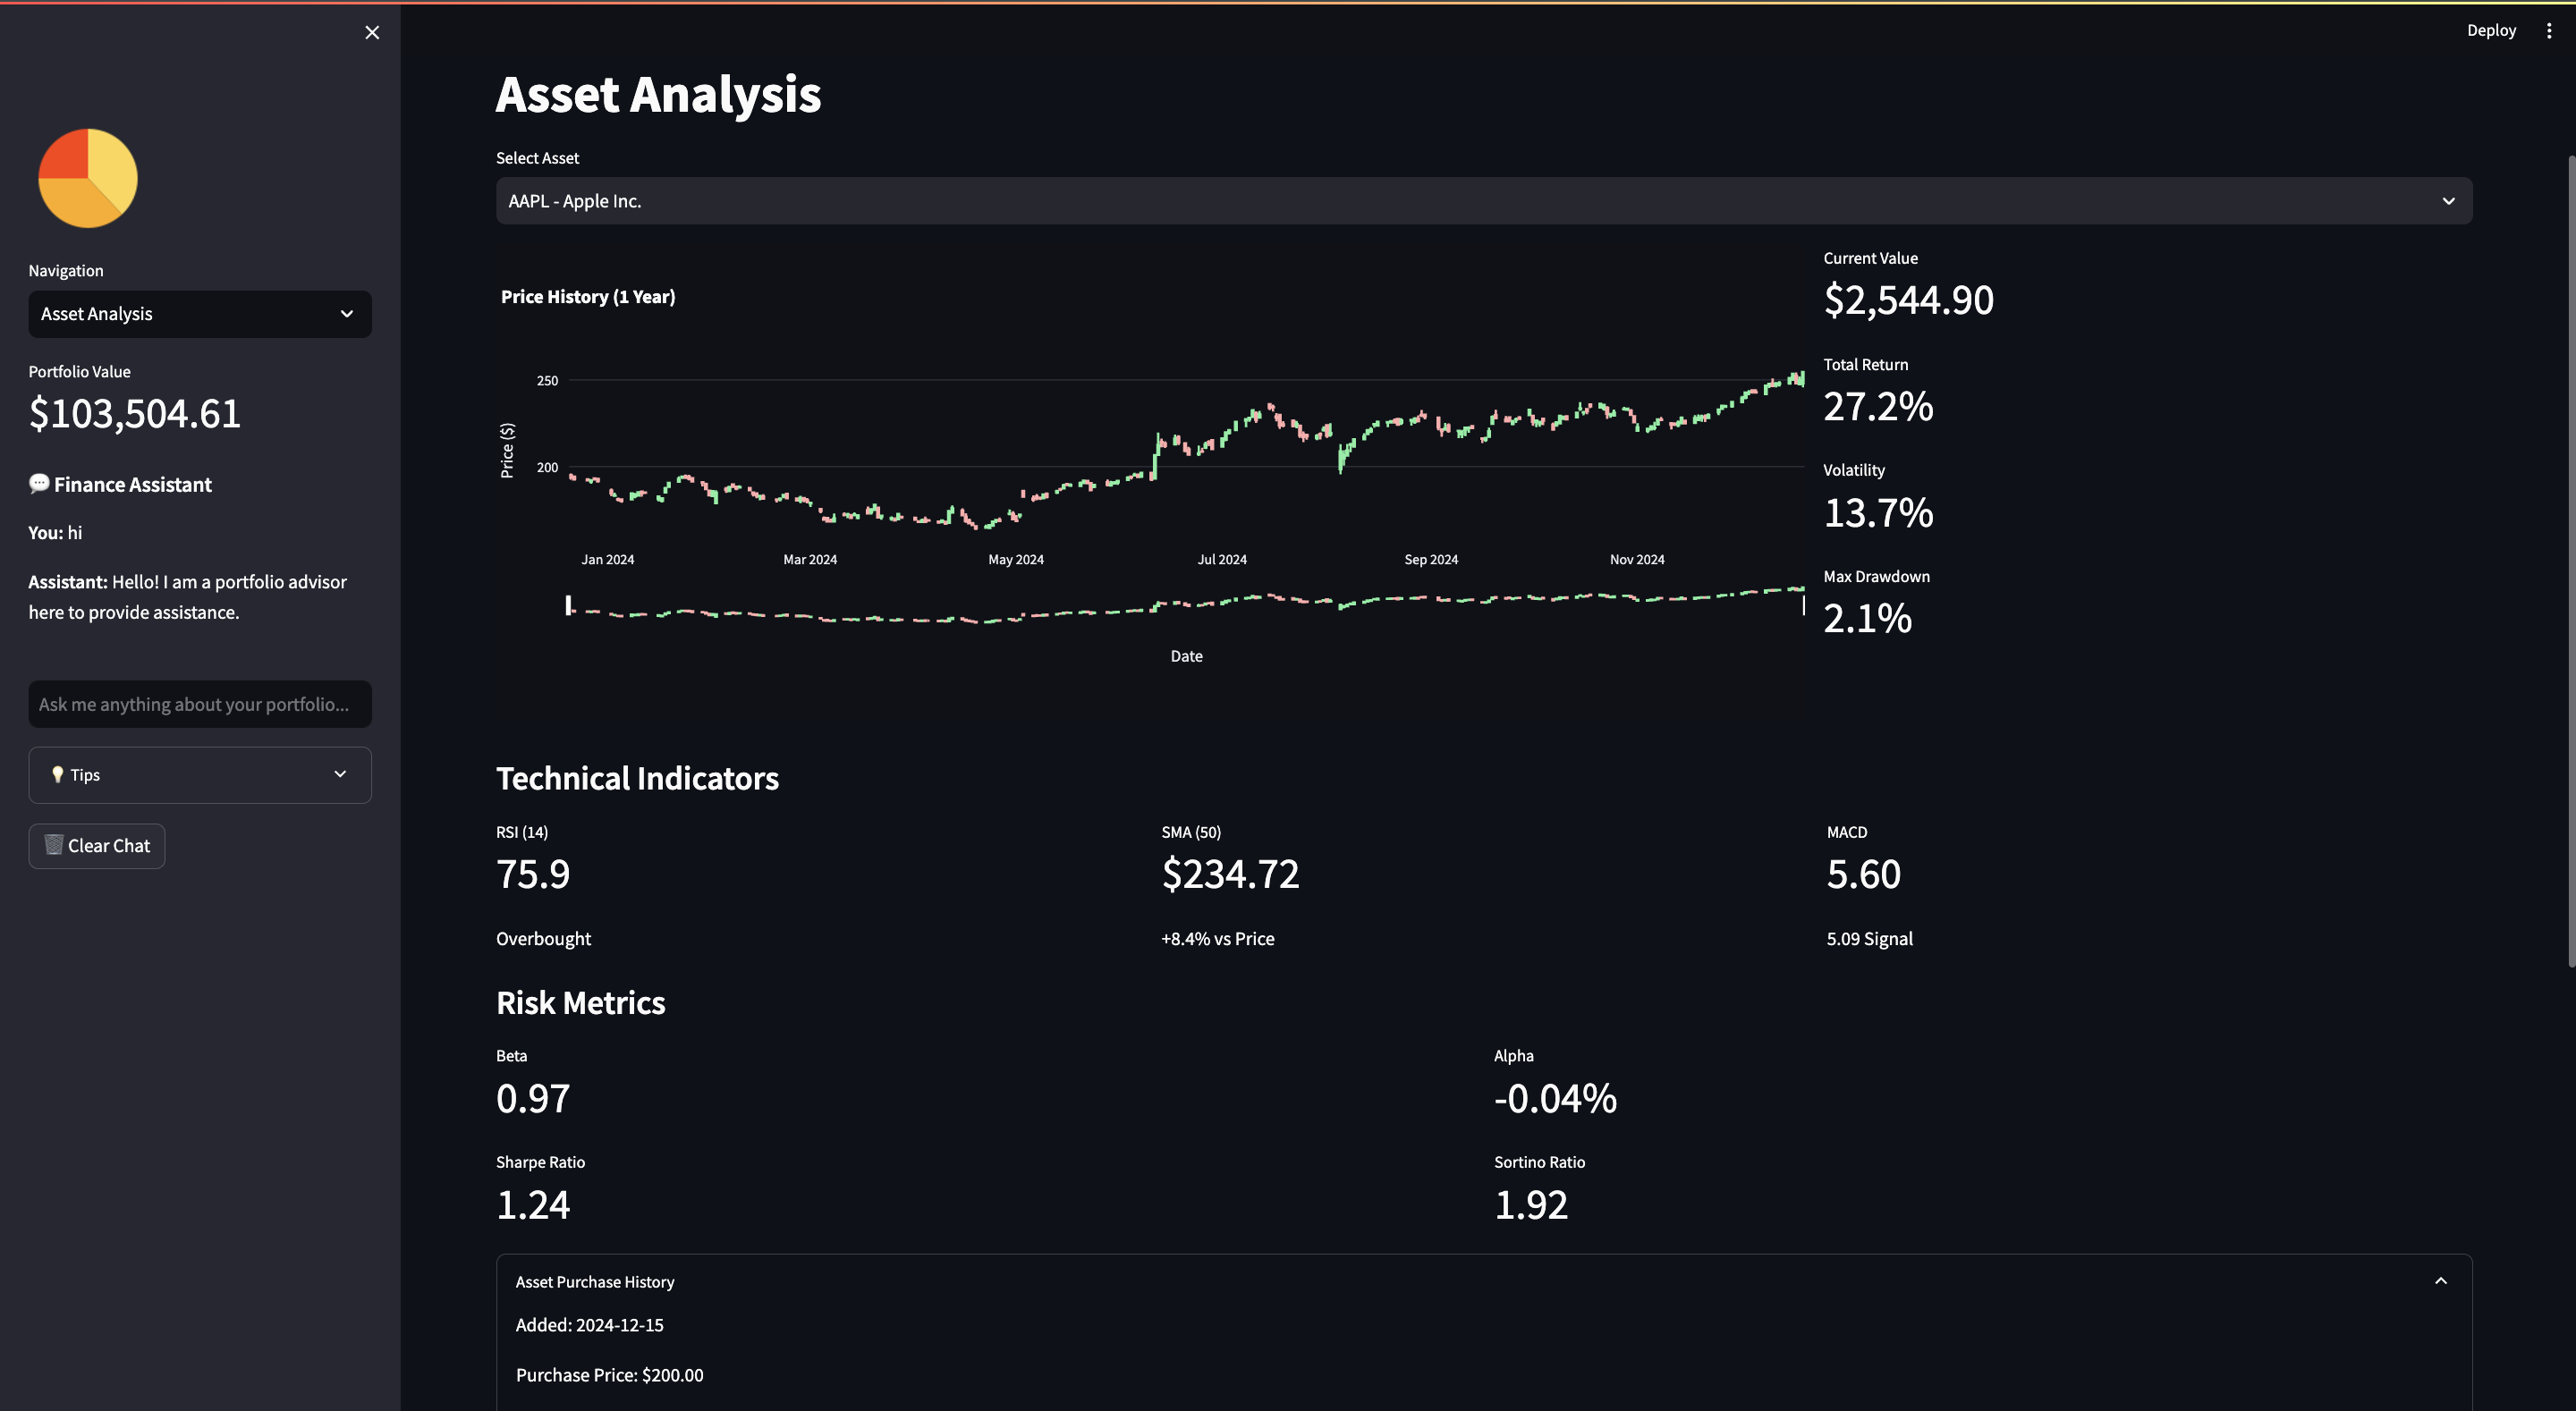 Deploy
Navigation
Asset Analysis
Portfolio Value
$103,504.61
💬 Finance Assistant
You: hi
Assistant: Hello! I am a portfolio advisor
here to provide assistance.
Ask me anything about your portfolio...
💡 Tips
🗑️ Clear Chat
Asset Analysis
Select Asset
AAPL - Apple Inc.
Price History (1 Year)
Price ($)
250
200
Jan 2024 Mar 2024 May 2024 Jul 2024 Sep 2024 Nov 2024
Date
Current Value
$2,544.90
Total Return
27.2%
Volatility
13.7%
Max Drawdown
2.1%
Technical Indicators
RSI (14)
75.9
Overbought
SMA (50)
$234.72
+8.4% vs Price
MACD
5.60
5.09 Signal
Risk Metrics
Beta
0.97
Alpha
-0.04%
Sharpe Ratio
1.24
Sortino Ratio
1.92
Asset Purchase History
Added: 2024-12-15
Purchase Price: $200.00